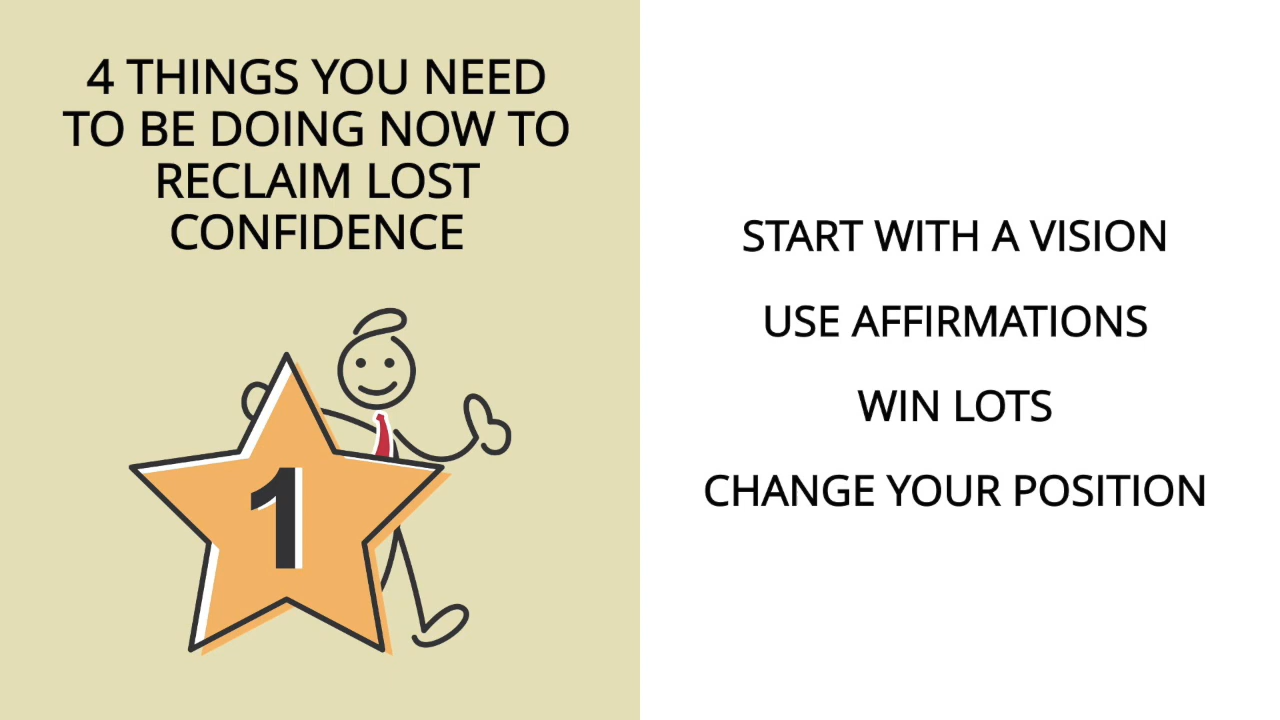 4 THINGS YOU NEED
TO BE DOING NOW TO
RECLAIM LOST
CONFIDENCE
1
START WITH A VISION
USE AFFIRMATIONS
WIN LOTS
CHANGE YOUR POSITION